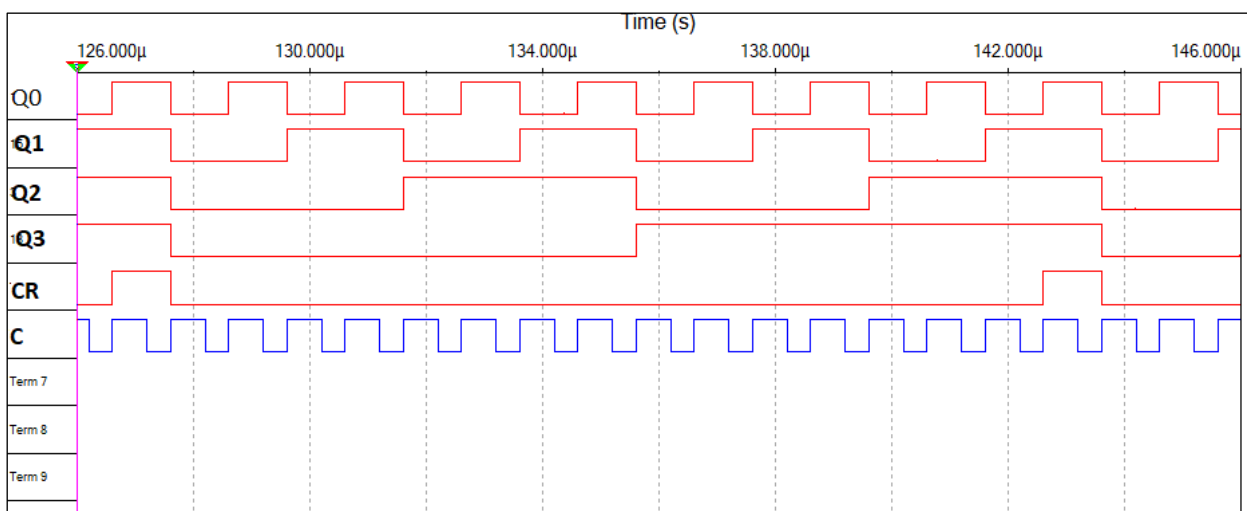 Time (s)
126.000µ 130.000µ 134.000µ 138.000µ 142.000µ 146.000µ
Q0
Q1
Q2
Q3
CR
C
Term 7
Term 8
Term 9